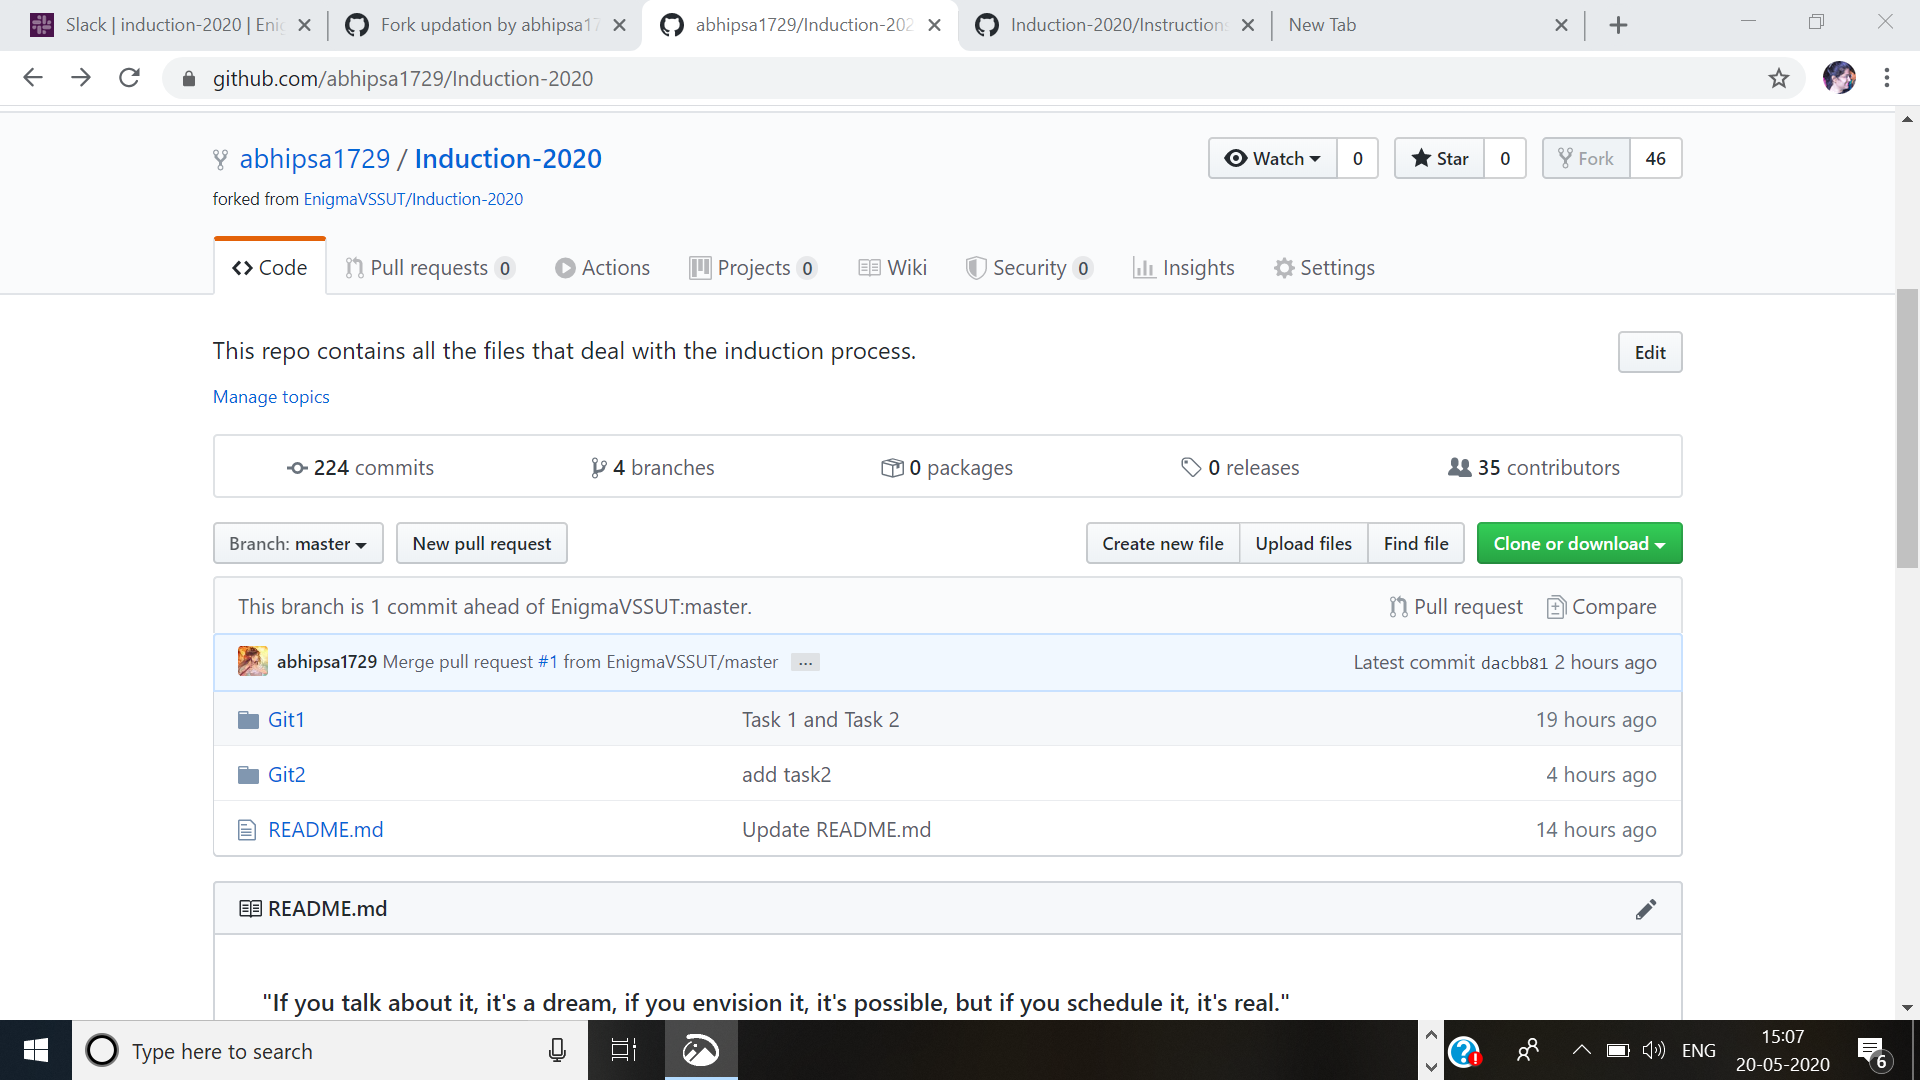 Slack | induction-2020 | Eni
Fork updation by abhipsa17
abhipsa1729/Induction-202
Induction-2020/Instruction
New Tab
github.com/abhipsa1729/Induction-2020
abhipsa1729 / Induction-2020
Watch 0
Star 0
Fork 46
forked from EnigmaVSSUT/Induction-2020
Code
Pull requests 0
Actions
Projects 0
Wiki
Security 0
Insights
Settings
This repo contains all the files that deal with the induction process.
Edit
Manage topics
224 commits
4 branches
0 packages
0 releases
35 contributors
Branch: master
New pull request
Create new file
Upload files
Find file
Clone or download
This branch is 1 commit ahead of EnigmaVSSUT:master.
Pull request
Compare
abhipsa1729 Merge pull request #1 from EnigmaVSSUT/master ...
Latest commit dacbb81 2 hours ago
Git1 Task 1 and Task 2 19 hours ago
Git2 add task2 4 hours ago
README.md Update README.md 14 hours ago
README.md
"If you talk about it, it's a dream, if you envision it, it's possible, but if you schedule it, it's real."
Type here to search
ENG
15:07
20-05-2020
6